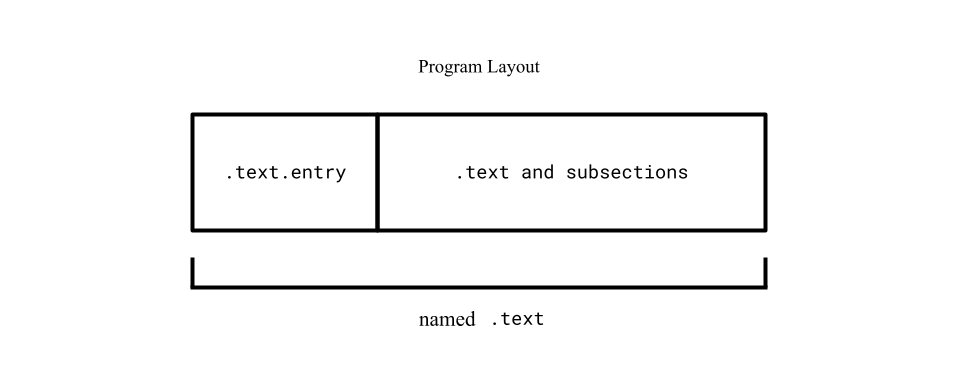 Program Layout
.text.entry
.text and subsections
named .text